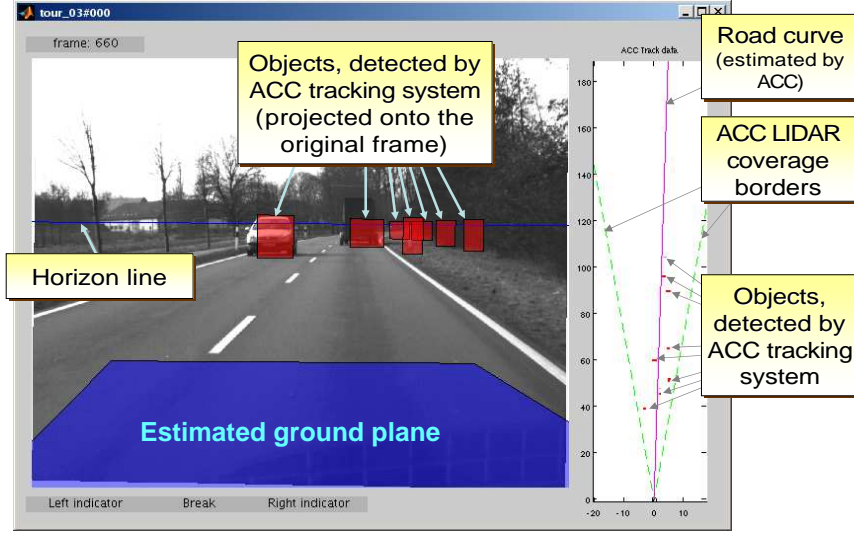 tour_03#000
frame: 660
Objects, detected by
ACC tracking system
(projected onto the
original frame)
Horizon line
Estimated ground plane
Left indicator
Break
Right indicator
ACC Track data.
180
160
140
120
100
80
60
40
20
0
-20
-10
0
10
Road curve
(estimated by
ACC)
ACC LIDAR
coverage
borders
Objects,
detected by
ACC tracking
system